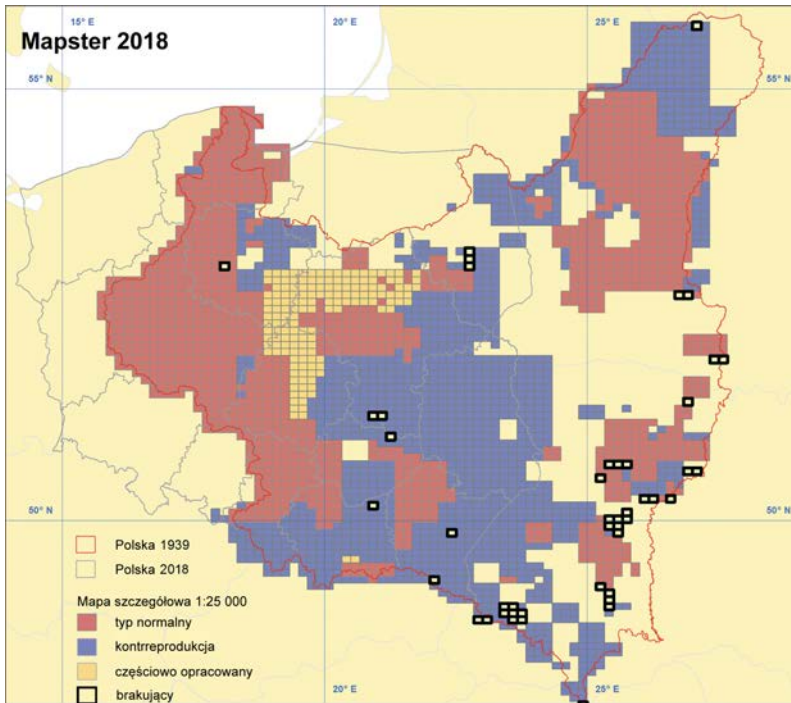 15° E
20° E
25 E
Mapster 2018
55° N
55° N
50° N
50° N
Polska 1939
Polska 2018
Mapa szczegółowa 1:25 000
typ normalny
kontrreprodukcja
częściowo opracowany
brakujący
20° E
25° E